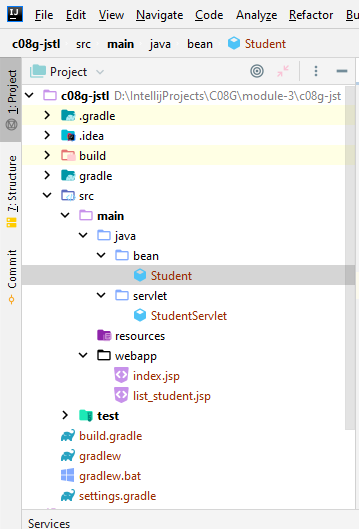 IJ File Edit View Navigate Code Analyze Refactor Bu
c08g-jstl src main java bean Student
Project
1: Project
c08g-jstl D:\IntellijProjects\C08G\module-3\c08g-jst
.gradle
.idea
build
gradle
7: Structure
src
main
java
Commit
bean
Student
servlet
StudentServlet
resources
webapp
index.jsp
list_student.jsp
test
build.gradle
gradlew
gradlew.bat
settings.gradle
Services